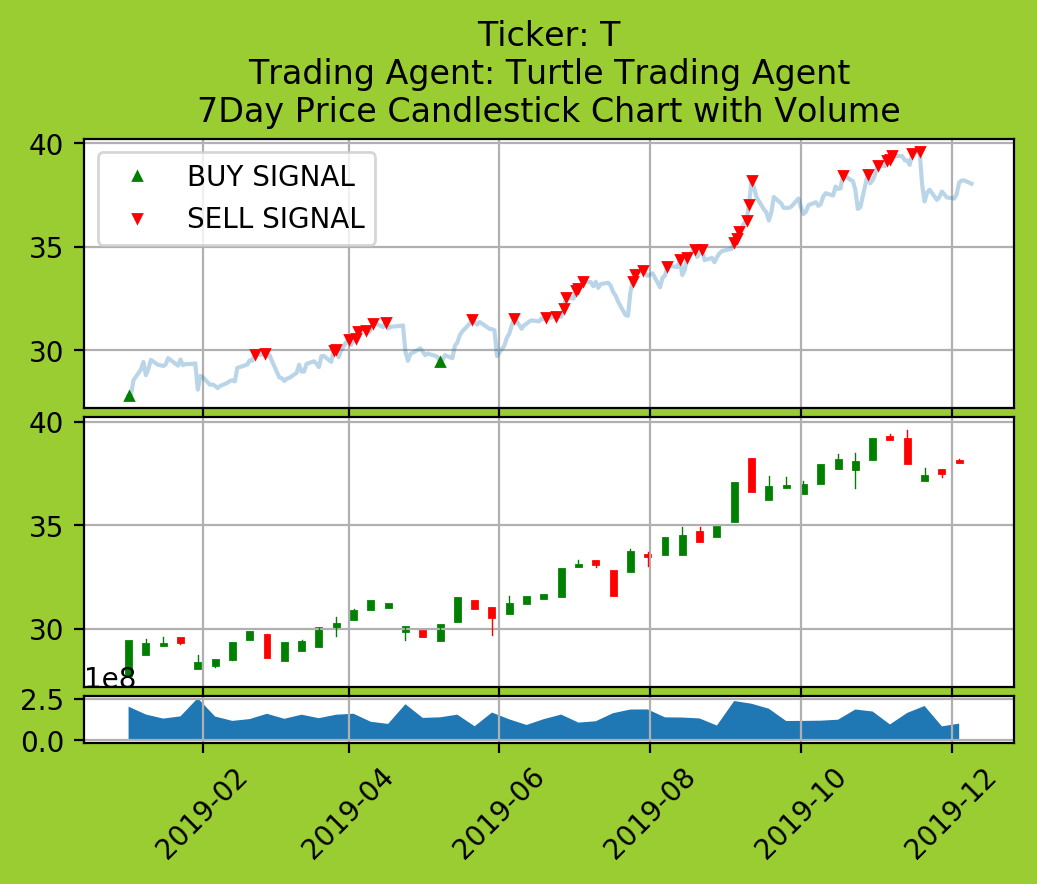 Ticker: T
Trading Agent: Turtle Trading Agent
7Day Price Candlestick Chart with Volume
40
35
30
BUY SIGNAL
SELL SIGNAL
40
35
30
1e8
2.5
0.0
2019-02
2019-04
2019-06
2019-08
2019-10
2019-12